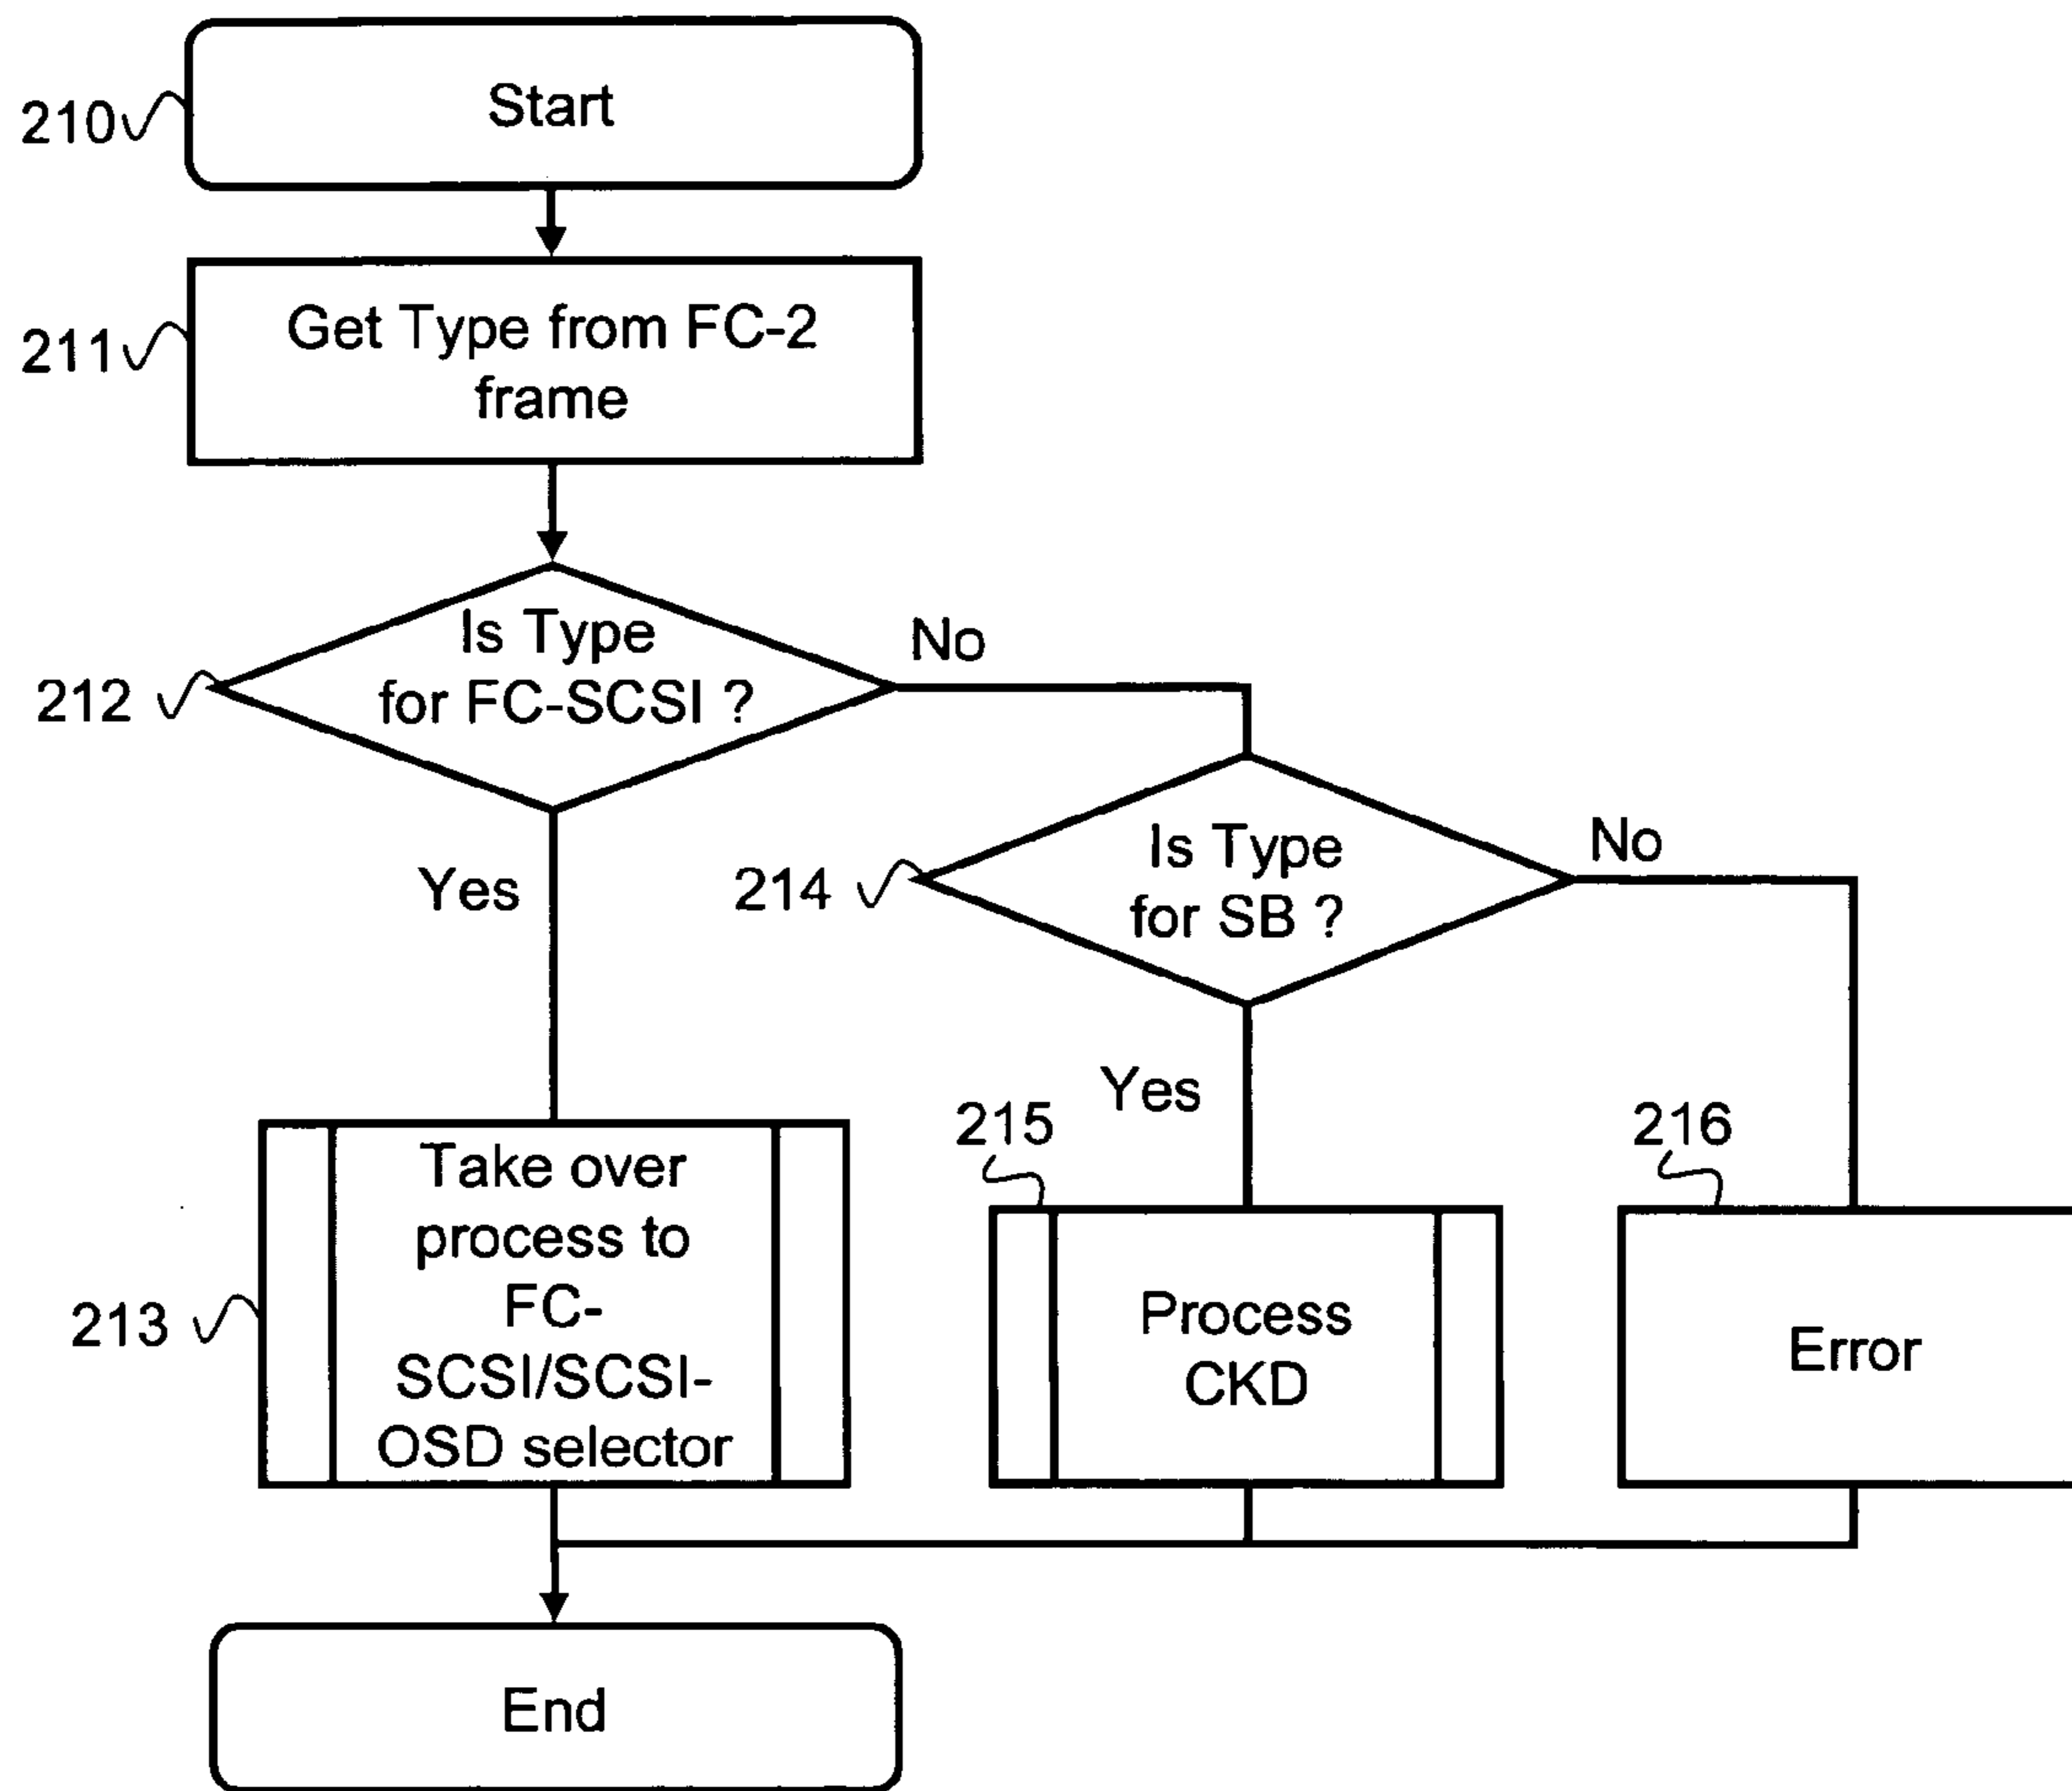 Start
210
Get Type from FC-2
frame
211
Is Type
for FC-SCSI ?
No
212
Is Type
for SB ?
No
214
Yes
Yes
215
216
Take over
process to
FC-
SCSI/SCSI-
OSD selector
213
Process
CKD
Error
End